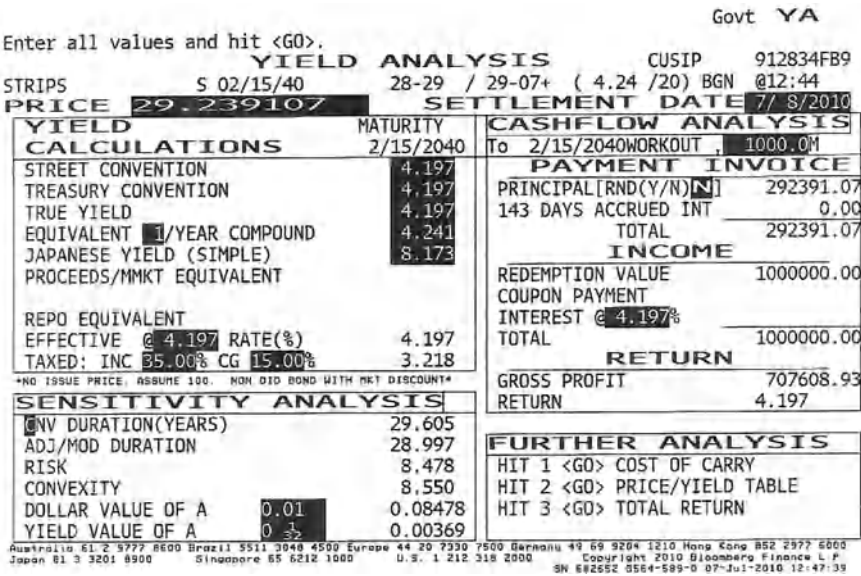 Govt YA
Enter all values and hit <GO>.
YIELD ANALYSIS CUSIP 912834FB9
STRIPS S 02/15/40 28-29 / 29-07+ ( 4.24 /20) BGN @12:44
PRICE 29.239107 SETTLEMENT DATE 7/ 8/2010
YIELD MATURITY
CALCULATIONS 2/15/2040
STREET CONVENTION 4.197
TREASURY CONVENTION 4.197
TRUE YIELD 4.197
EQUIVALENT 1/YEAR COMPOUND 4.241
JAPANESE YIELD (SIMPLE) 8.173
PROCEEDS/MMKT EQUIVALENT
REPO EQUIVALENT
EFFECTIVE @ 4.197 RATE(%) 4.197
TAXED: INC 35.00% CG 15.00% 3.218
*NO ISSUE PRICE, ASSUME 100. NON OID BOND WITH MKT DISCOUNT*
CASHFLOW ANALYSIS
To 2/15/2040WORKOUT , 1000.0M
PAYMENT INVOICE
PRINCIPAL[RND(Y/N)N] 292391.07
143 DAYS ACCRUED INT 0.00
TOTAL 292391.07
INCOME
REDEMPTION VALUE 1000000.00
COUPON PAYMENT
INTEREST @ 4.197%
TOTAL 1000000.00
RETURN
GROSS PROFIT 707608.93
RETURN 4.197
SENSITIVITY ANALYSIS
CNV DURATION(YEARS) 29.605
ADJ/MOD DURATION 28.997
RISK 8.478
CONVEXITY 8.550
DOLLAR VALUE OF A 0.01 0.08478
YIELD VALUE OF A 0 1/32 0.00369
FURTHER ANALYSIS
HIT 1 <GO> COST OF CARRY
HIT 2 <GO> PRICE/YIELD TABLE
HIT 3 <GO> TOTAL RETURN
Australia 61 2 9777 8600 Brazil 5511 3048 4500 Europe 44 20 7330 7500 Germany 49 69 9204 1210 Hong Kong 852 2977 6000
Japan 81 3 3201 8900 Singapore 65 6212 1000 U.S. 1 212 318 2000 Copyright 2010 Bloomberg Finance L.P.
SN 682652 0564-589-0 07-Jul-2010 12:47:39